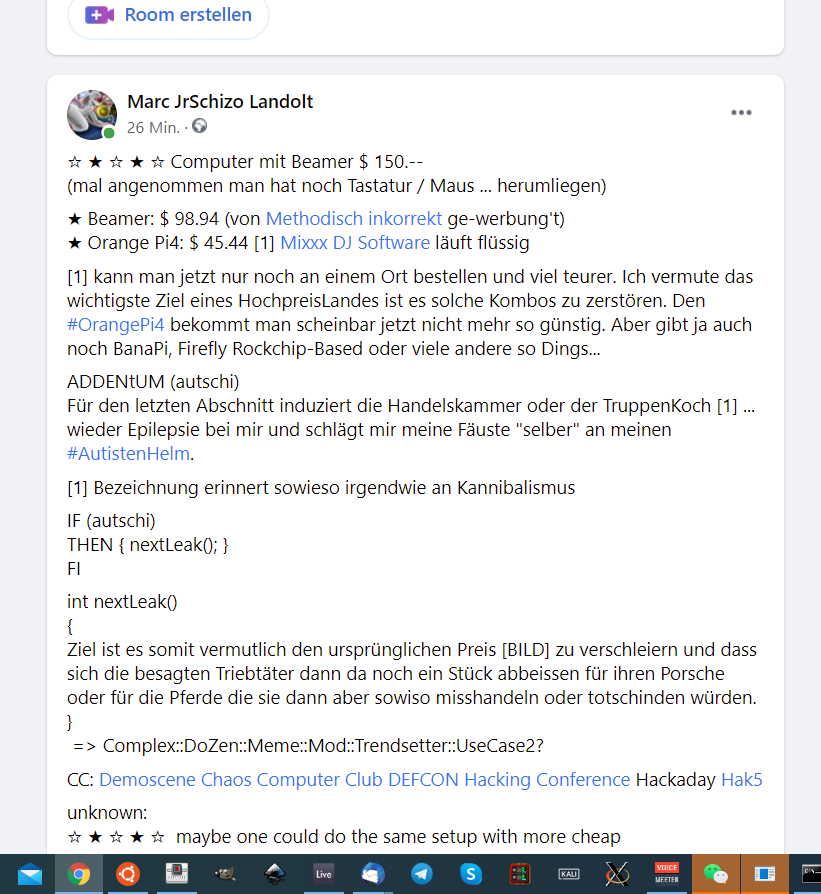 Room erstellen
Marc JrSchizo Landolt
26 Min. ·
☆ ★ ☆ ★ ☆ Computer mit Beamer $ 150.--
(mal angenommen man hat noch Tastatur / Maus ... herumliegen)
★ Beamer: $ 98.94 (von Methodisch inkorrekt ge-werbung't)
★ Orange Pi4: $ 45.44 [1] Mixxx DJ Software läuft flüssig
[1] kann man jetzt nur noch an einem Ort bestellen und viel teurer. Ich vermute das
wichtigste Ziel eines HochpreisLandes ist es solche Kombos zu zerstören. Den
#OrangePi4 bekommt man scheinbar jetzt nicht mehr so günstig. Aber gibt ja auch
noch BanaPi, Firefly Rockchip-Based oder viele andere so Dings...
ADDENtUM (autschi)
Für den letzten Abschnitt induziert die Handelskammer oder der TruppenKoch [1] ...
wieder Epilepsie bei mir und schlägt mir meine Fäuste "selber" an meinen
#AutistenHelm.
[1] Bezeichnung erinnert sowieso irgendwie an Kannibalismus
IF (autschi)
THEN { nextLeak(); }
FI
int nextLeak()
{
Ziel ist es somit vermutlich den ursprünglichen Preis [BILD] zu verschleiern und dass
sich die besagten Triebtäter dann da noch ein Stück abbeissen für ihren Porsche
oder für die Pferde die sie dann aber sowiso misshandeln oder totschinden würden.
}
=> Complex::DoZen::Meme::Mod::Trendsetter::UseCase2?
CC: Demoscene Chaos Computer Club DEFCON Hacking Conference Hackaday Hak5
unknown:
☆ ★ ☆ ★ ☆ maybe one could do the same setup with more cheap
Live
KALI
VOICE
MEETER